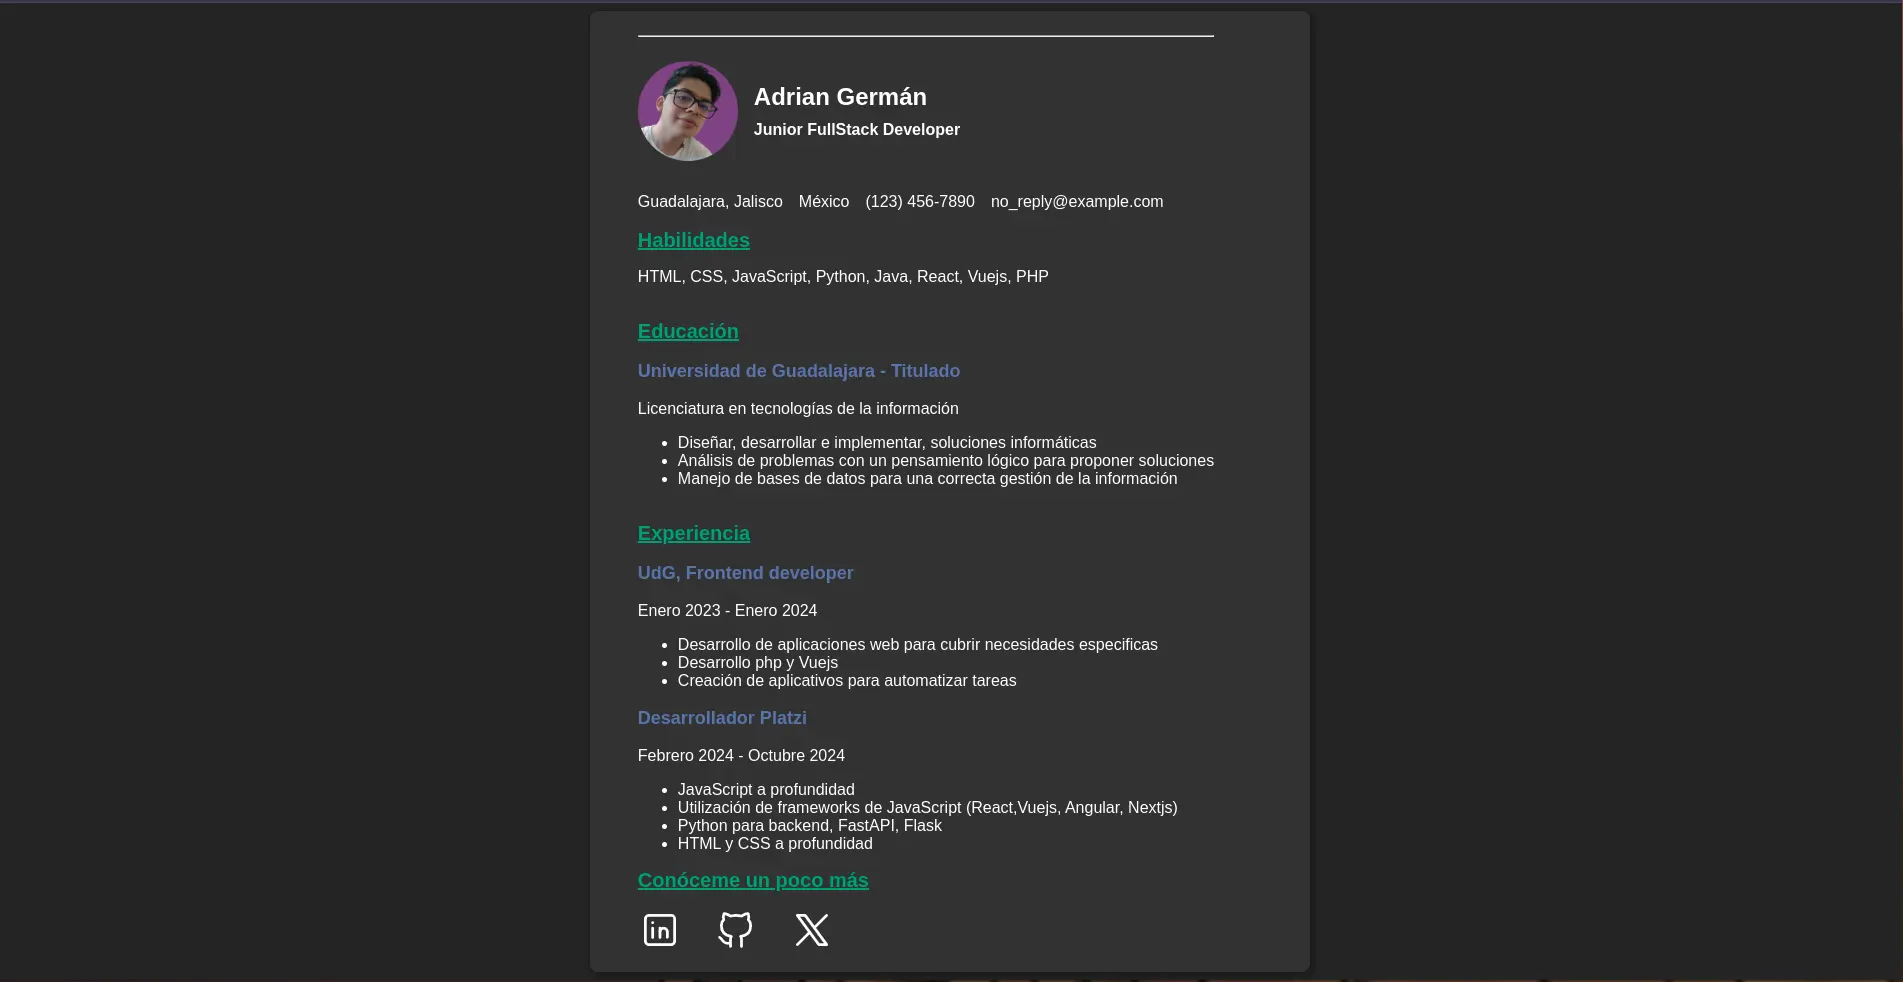 Adrian Germán
Junior FullStack Developer
Guadalajara, Jalisco México (123) 456-7890 no_reply@example.com
Habilidades
HTML, CSS, JavaScript, Python, Java, React, Vuejs, PHP
Educación
Universidad de Guadalajara - Titulado
Licenciatura en tecnologías de la información
• Diseñar, desarrollar e implementar, soluciones informáticas
• Análisis de problemas con un pensamiento lógico para proponer soluciones
• Manejo de bases de datos para una correcta gestión de la información
Experiencia
UdG, Frontend developer
Enero 2023 - Enero 2024
• Desarrollo de aplicaciones web para cubrir necesidades especificas
• Desarrollo php y Vuejs
• Creación de aplicativos para automatizar tareas
Desarrollador Platzi
Febrero 2024 - Octubre 2024
• JavaScript a profundidad
• Utilización de frameworks de JavaScript (React,Vuejs, Angular, Nextjs)
• Python para backend, FastAPI, Flask
• HTML y CSS a profundidad
Conóceme un poco más
in